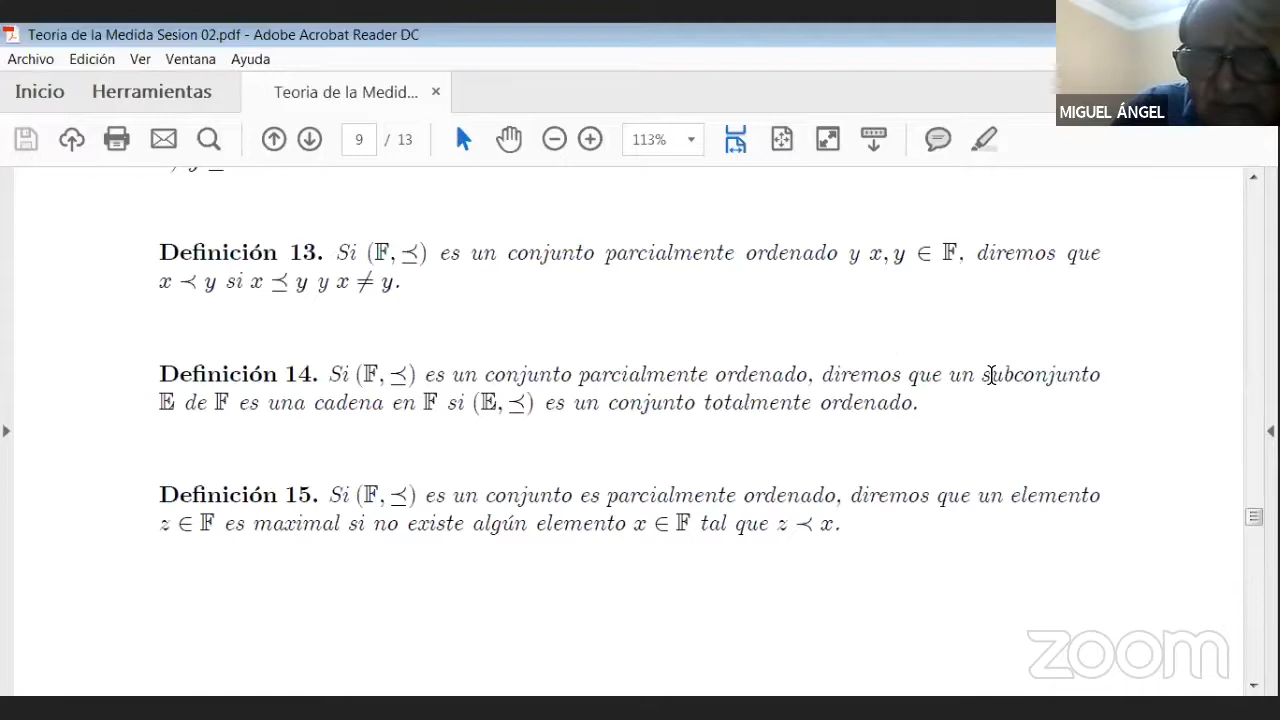 Teoria de la Medida Sesion 02.pdf - Adobe Acrobat Reader DC
Archivo Edición Ver Ventana Ayuda
Inicio Herramientas Teoria de la Medid... ×
9 / 13 113%
MIGUEL ÁNGEL
Definición 13. Si (𝔽, ⪯) es un conjunto parcialmente ordenado y x, y ∈ 𝔽, diremos que
x ≺ y si x ⪯ y y x ≠ y.
Definición 14. Si (𝔽, ⪯) es un conjunto parcialmente ordenado, diremos que un subconjunto
𝔼 de 𝔽 es una cadena en 𝔽 si (𝔼, ⪯) es un conjunto totalmente ordenado.
Definición 15. Si (𝔽, ⪯) es un conjunto es parcialmente ordenado, diremos que un elemento
z ∈ 𝔽 es maximal si no existe algún elemento x ∈ 𝔽 tal que z ≺ x.
zoom